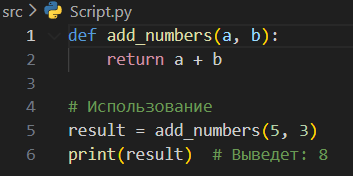 src > Script.py
1 def add_numbers(a, b):
2     return a + b
3
4 # Использование
5 result = add_numbers(5, 3)
6 print(result)  # Выведет: 8